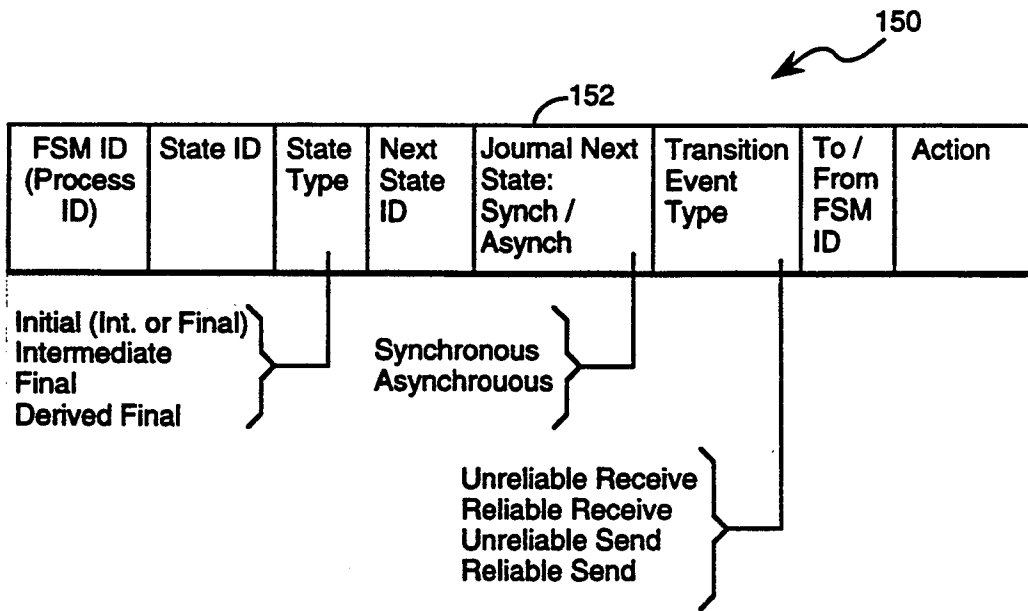 150
152
FSM ID
(Process
ID)
State ID
State
Type
Next
State
ID
Journal Next
State:
Synch /
Asynch
Transition
Event
Type
To /
From
FSM
ID
Action
Initial (Int. or Final)
Intermediate
Final
Derived Final
Synchronous
Asynchrouous
Unreliable Receive
Reliable Receive
Unreliable Send
Reliable Send